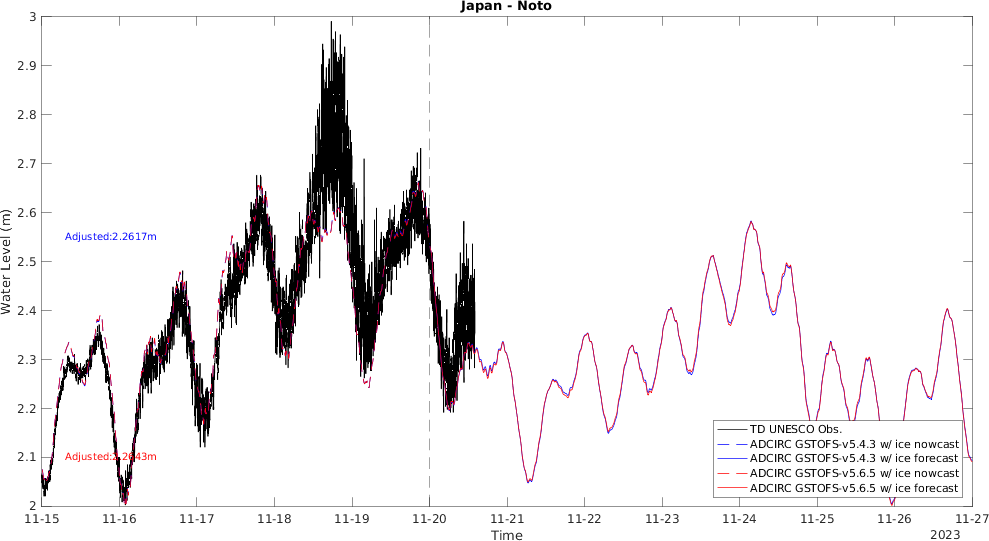 Japan - Noto
3
2.9
2.8
2.7
2.6
2.5
2.4
2.3
2.2
2.1
2
Water Level (m)
Adjusted:2.2617m
Adjusted:2.2643m
TD UNESCO Obs.
ADCIRC GSTOFS-v5.4.3 w/ ice nowcast
ADCIRC GSTOFS-v5.4.3 w/ ice forecast
ADCIRC GSTOFS-v5.6.5 w/ ice nowcast
ADCIRC GSTOFS-v5.6.5 w/ ice forecast
11-15 11-16 11-17 11-18 11-19 11-20 11-21 11-22 11-23 11-24 11-25 11-26 11-27
Time
2023